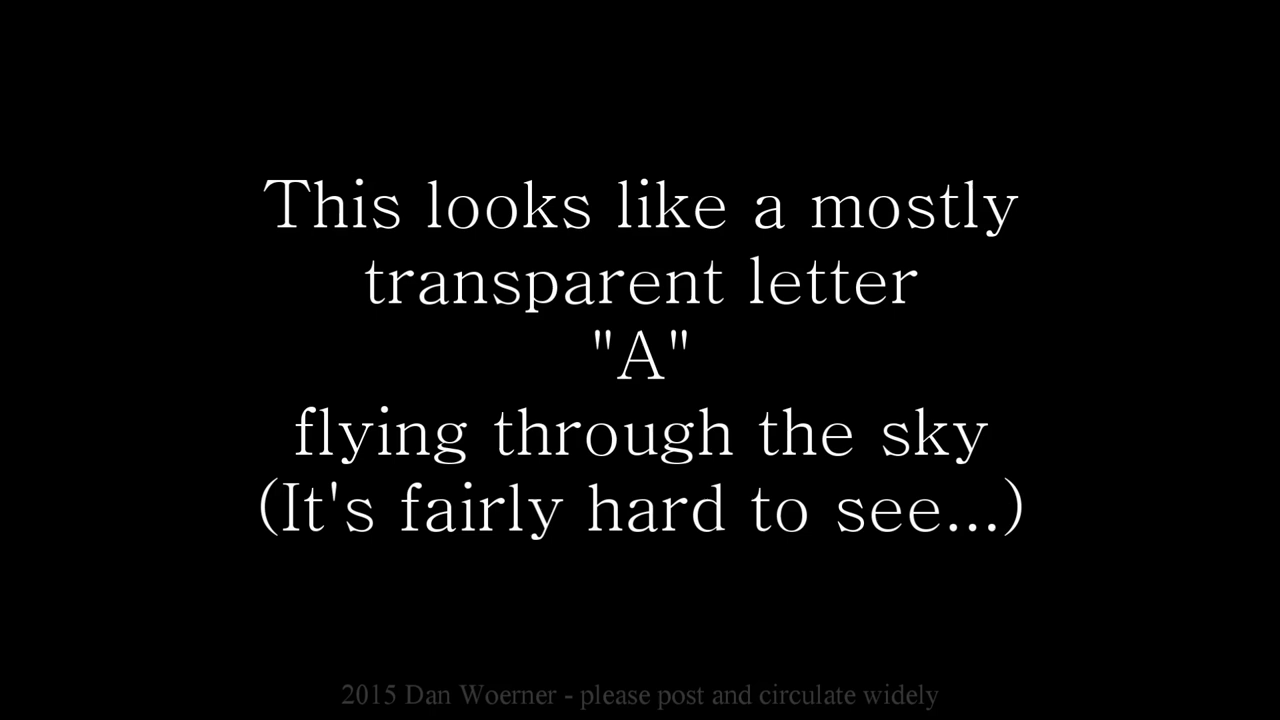 This looks like a mostly
transparent letter
"A"
flying through the sky
(It's fairly hard to see...)
2015 Dan Woerner - please post and circulate widely